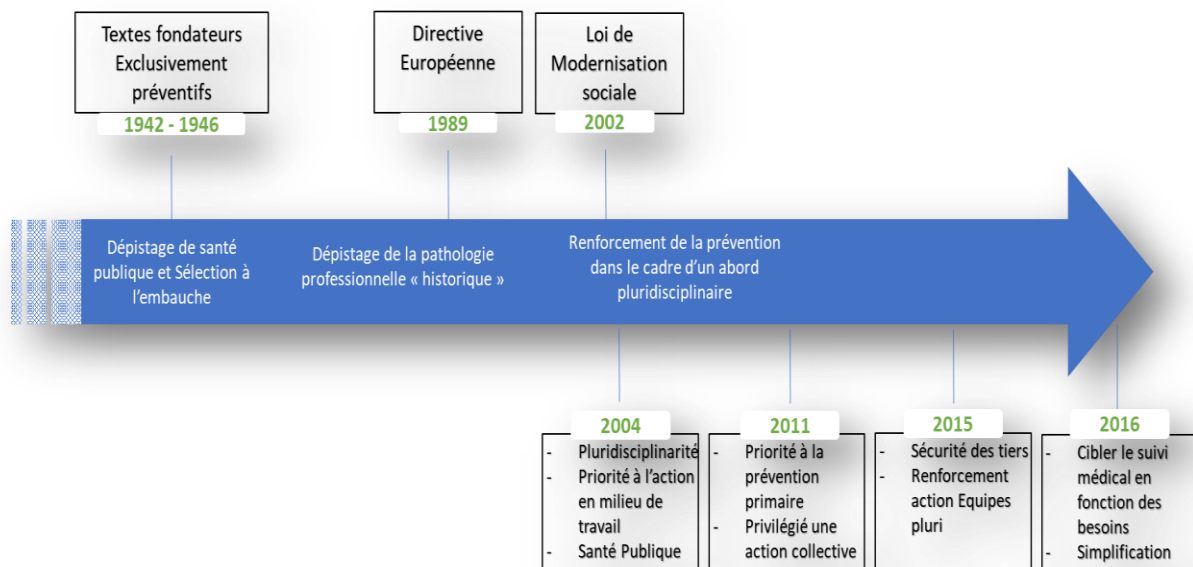 Textes fondateurs
Exclusivement
préventifs
1942 - 1946
Directive
Européenne
1989
Loi de
Modernisation
sociale
2002
Dépistage de santé
publique et Sélection à
l'embauche
Dépistage de la pathologie
professionnelle « historique »
Renforcement de la prévention
dans le cadre d'un abord
pluridisciplinaire
2004
- Pluridisciplinarité
- Priorité à l'action
en milieu de
travail
- Santé Publique
2011
- Priorité à la
prévention
primaire
- Privilégié une
action collective
2015
- Sécurité des tiers
- Renforcement
action Equipes
pluri
2016
- Cibler le suivi
médical en
fonction des
besoins
- Simplification